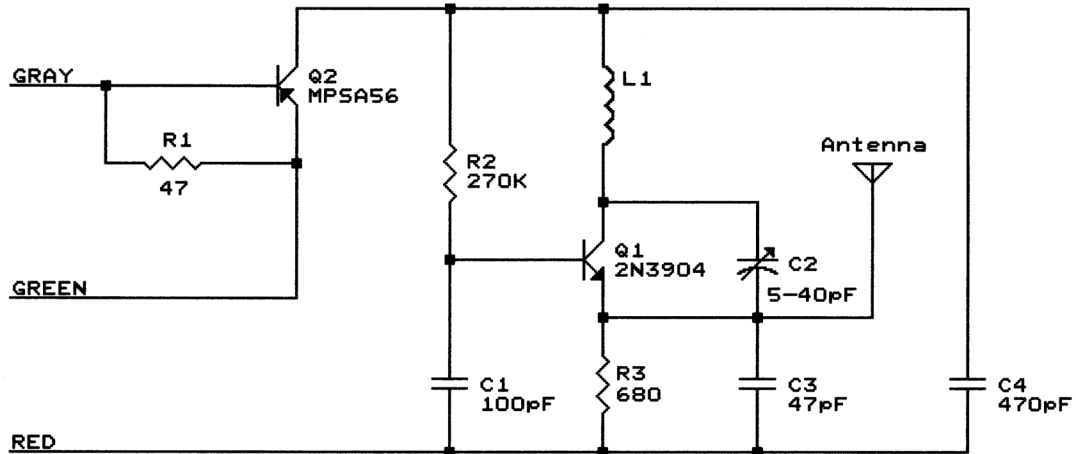 GRAY
Q2
MPSA56
L1
R1
47
R2
270K
Antenna
Q1
2N3904
C2
5-40pF
GREEN
C1
100pF
R3
680
C3
47pF
C4
470pF
RED